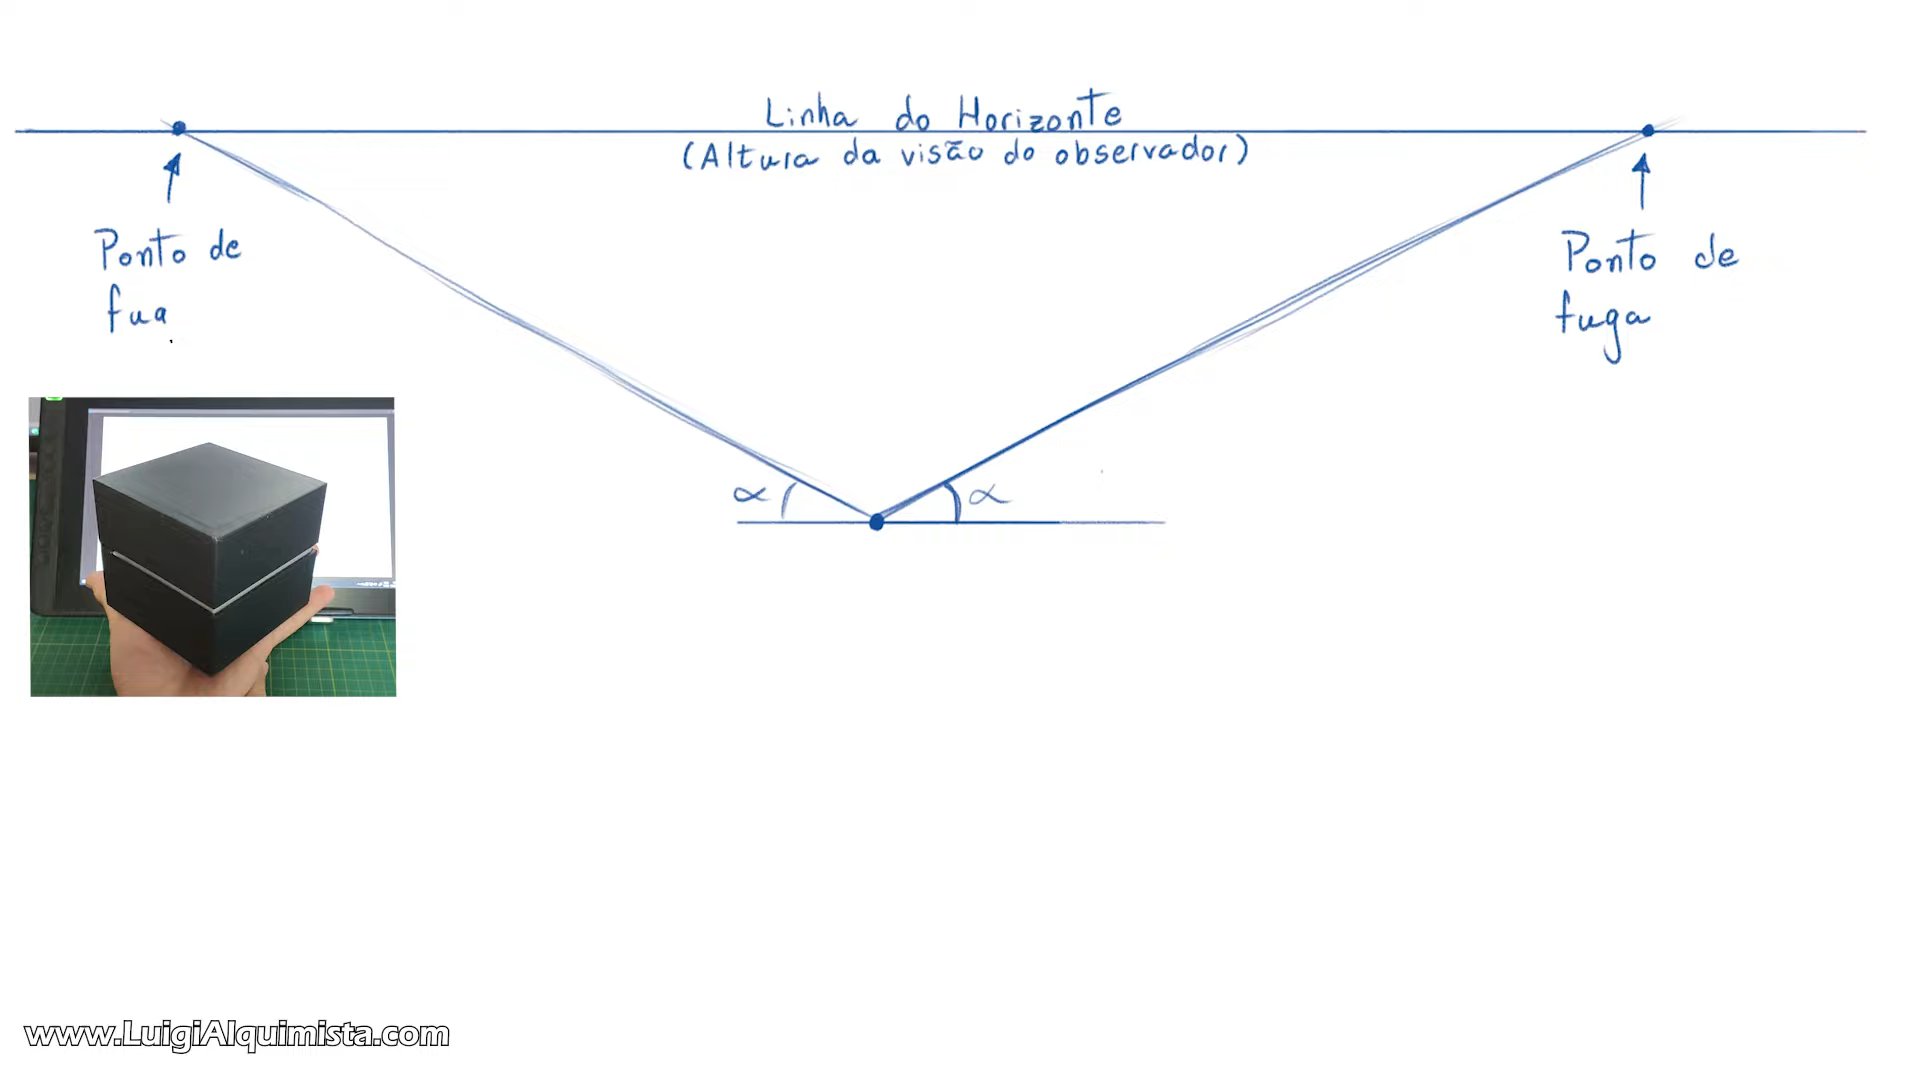 Linha do Horizonte
(Altura da visão do observador)
Ponto de
fua
Ponto de
fuga
α
α
www.LuigiAlquimista.com